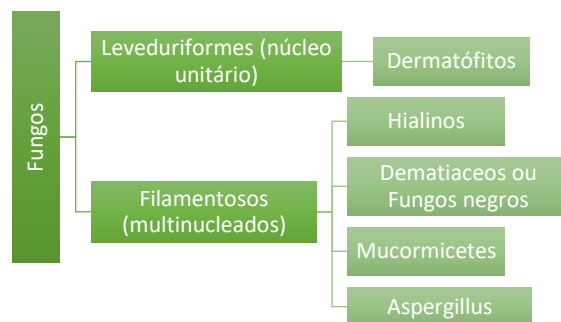 Fungos
Leveduriformes (núcleo
unitário)
Dermatófitos
Filamentosos
(multinucleados)
Hialinos
Dematiaceos ou
Fungos negros
Mucormicetes
Aspergillus